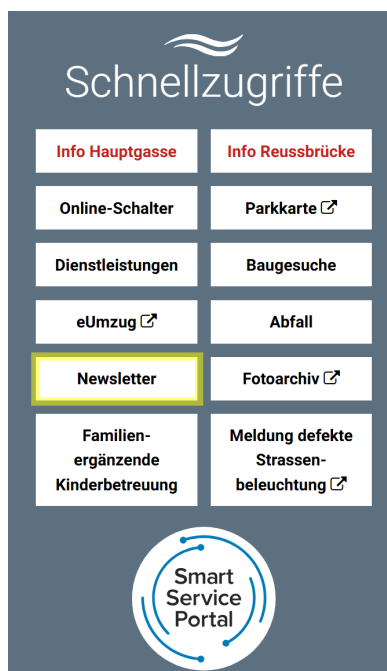 Schnellzugriffe
Info Hauptgasse
Info Reussbrücke
Online-Schalter
Parkkarte
Dienstleistungen
Baugesuche
eUmzug
Abfall
Newsletter
Fotoarchiv
Familien-
ergänzende
Kinderbetreuung
Meldung defekte
Strassen-
beleuchtung
Smart
Service
Portal